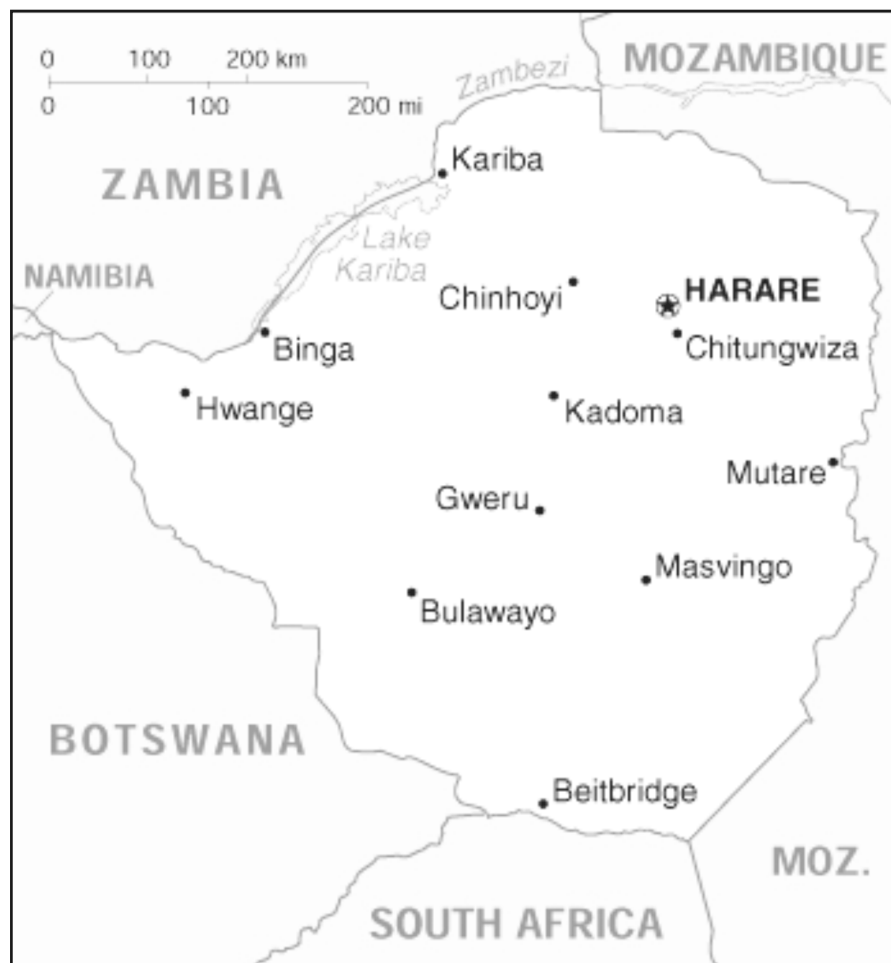 0 100 200 km
0 100 200 mi
MOZAMBIQUE
Zambezi
Kariba
ZAMBIA
Lake
Kariba
NAMIBIA
Chinhoyi
HARARE
Chitungwiza
Binga
Hwange
Kadoma
Mutare
Gweru
Masvingo
Bulawayo
BOTSWANA
Beitbridge
MOZ.
SOUTH AFRICA